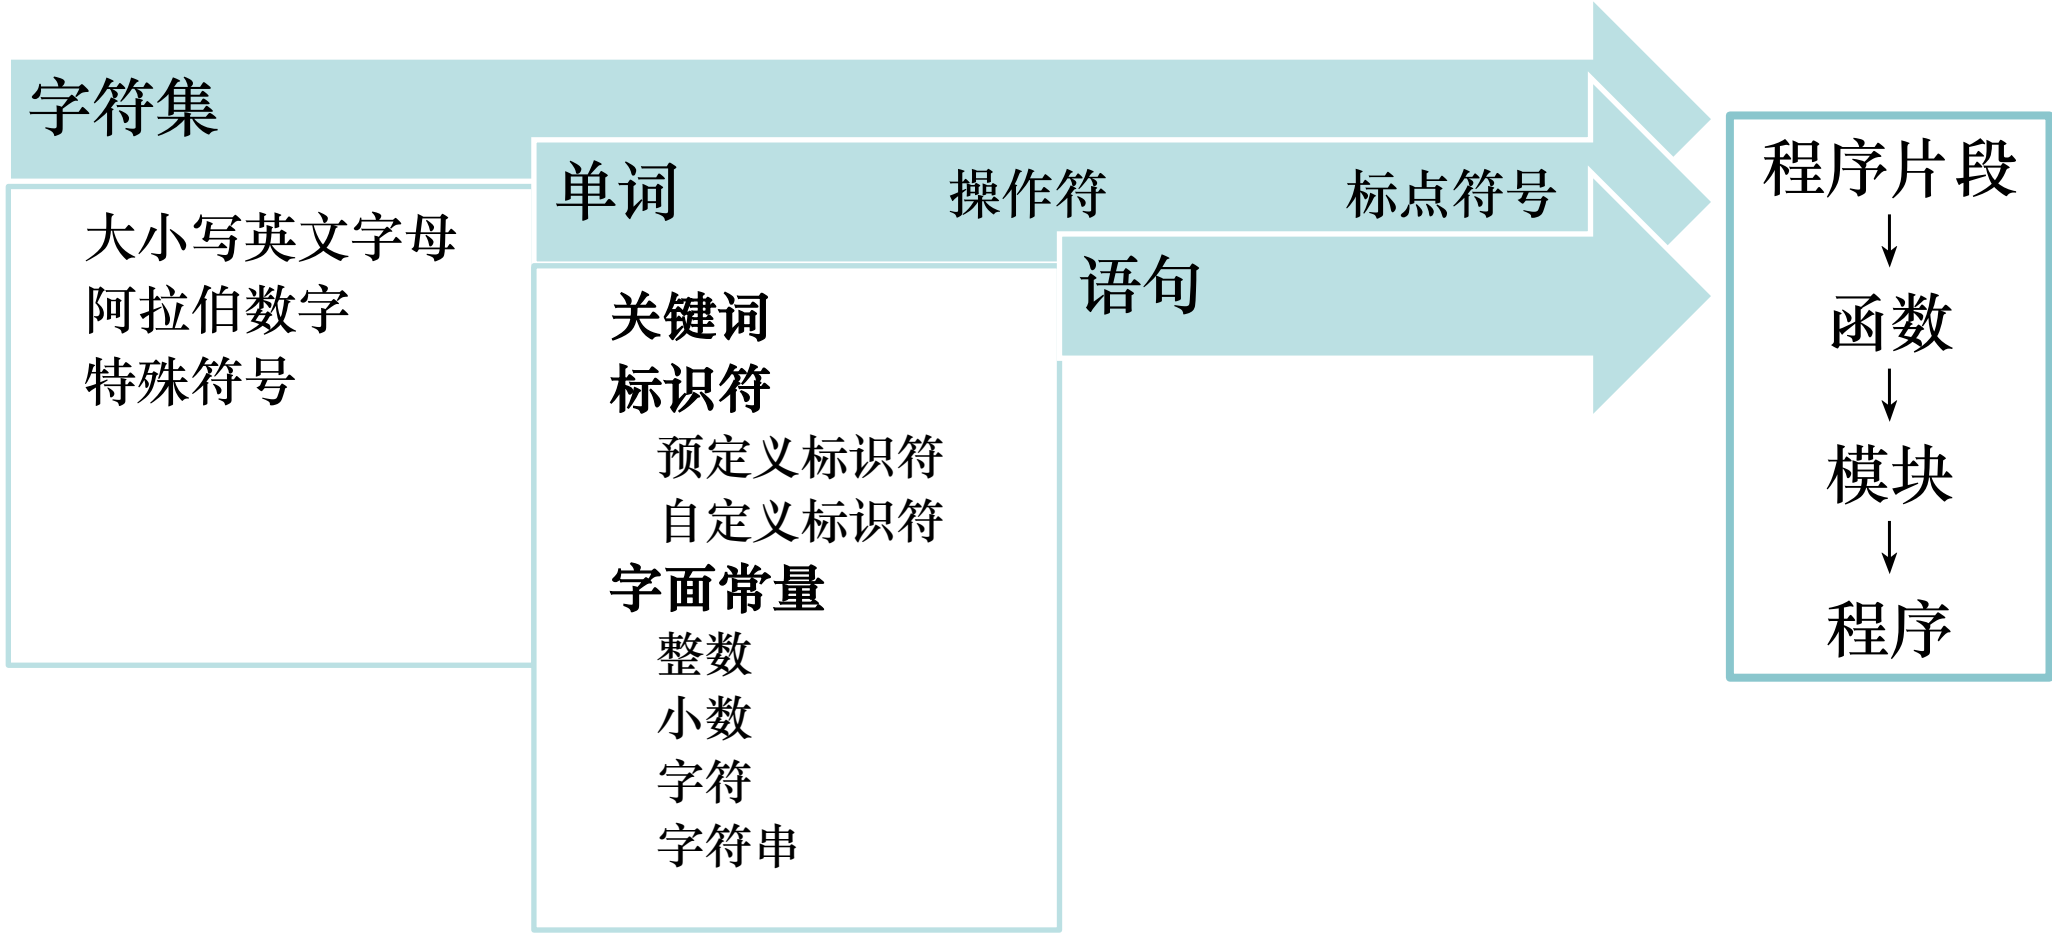 字符集
大小写英文字母
阿拉伯数字
特殊符号
单词 操作符 标点符号
关键词
标识符
预定义标识符
自定义标识符
字面常量
整数
小数
字符
字符串
语句
程序片段
↓
函数
↓
模块
↓
程序